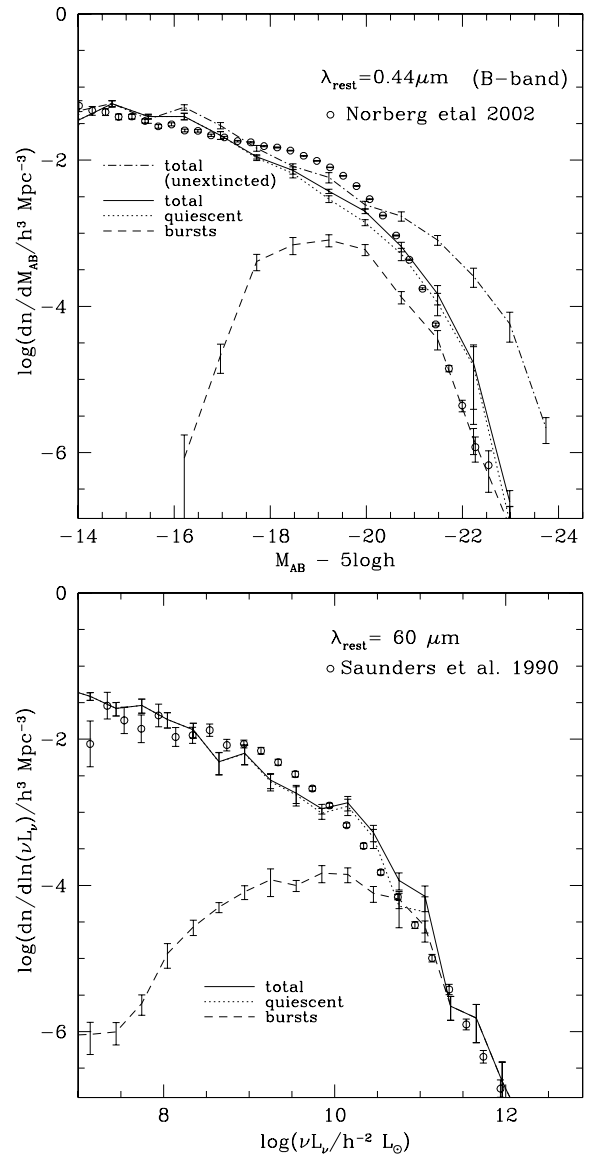 0
λrest=0.44μm (B−band)
Norberg etal 2002
−2
total
(unextincted)
total
quiescent
bursts
−4
−6
log(dn/dM_AB/h³ Mpc⁻³)
−14 −16 −18 −20 −22 −24
M_AB − 5logh
0
λrest= 60 μm
Saunders et al. 1990
−2
−4
total
quiescent
bursts
−6
log(dn/dln(νLν)/h³ Mpc⁻³)
8 10 12
log(νLν/h⁻² L⊙)